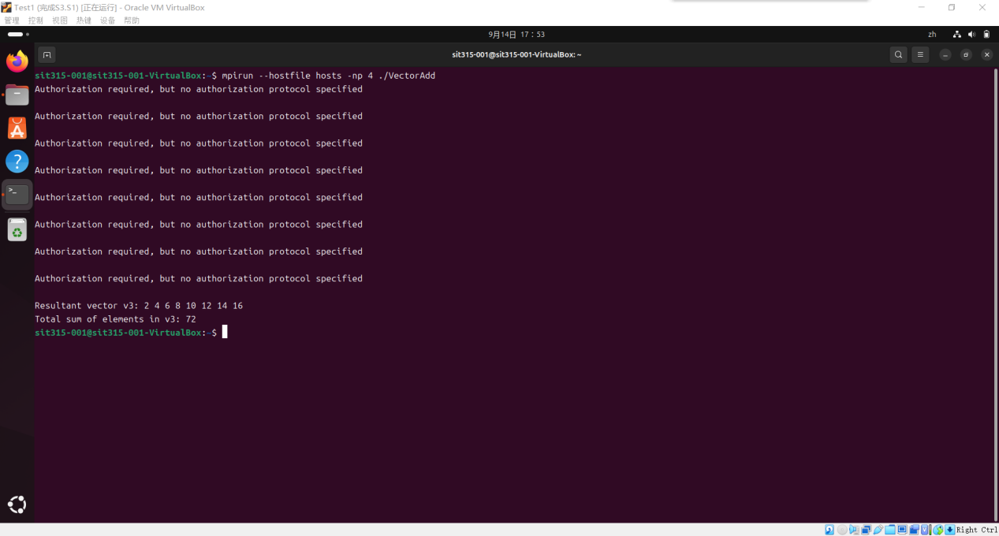 Test1 (完成S3.S1) [正在运行] - Oracle VM VirtualBox
管理 控制 视图 热键 设备 帮助
9月14日 17：53
zh
sit315-001@sit315-001-VirtualBox: ~
sit315-001@sit315-001-VirtualBox:~$ mpirun --hostfile hosts -np 4 ./VectorAdd
Authorization required, but no authorization protocol specified
Authorization required, but no authorization protocol specified
Authorization required, but no authorization protocol specified
Authorization required, but no authorization protocol specified
Authorization required, but no authorization protocol specified
Authorization required, but no authorization protocol specified
Authorization required, but no authorization protocol specified
Authorization required, but no authorization protocol specified
Resultant vector v3: 2 4 6 8 10 12 14 16
Total sum of elements in v3: 72
sit315-001@sit315-001-VirtualBox:~$
Right Ctrl